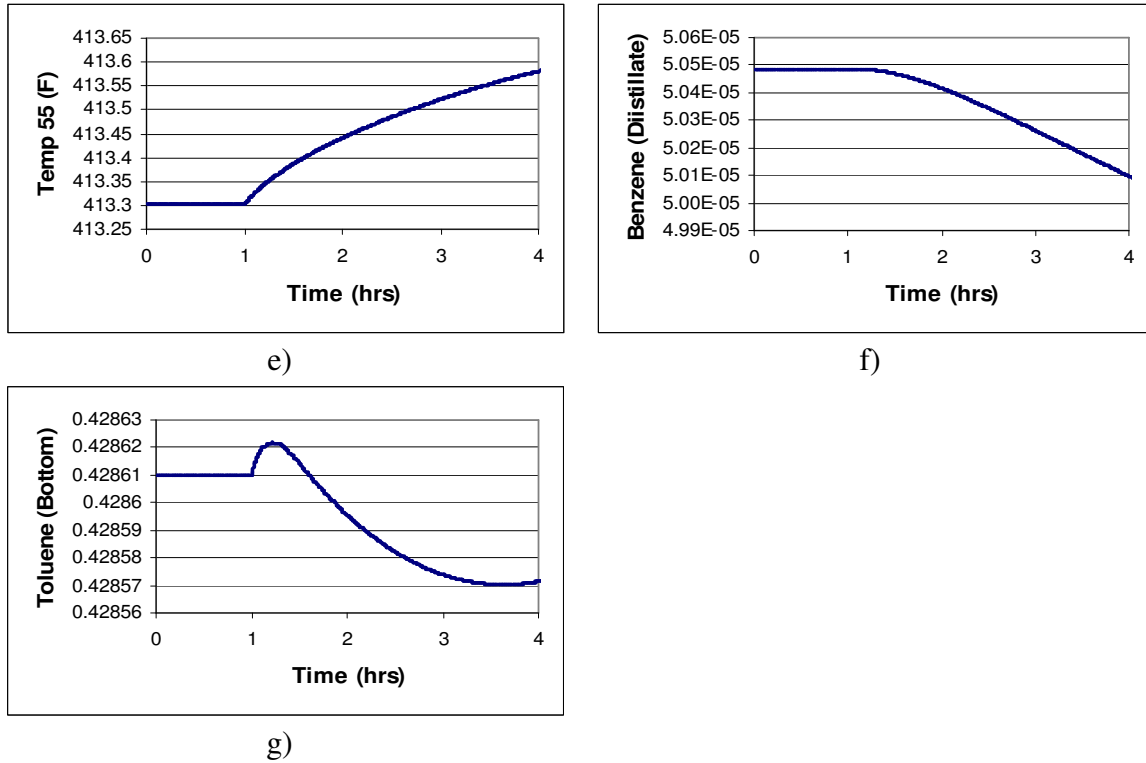 413.65
413.6
413.55
413.5
413.45
413.4
413.35
413.3
413.25
Temp 55 (F)
0 1 2 3 4
Time (hrs)
e)
5.06E-05
5.05E-05
5.04E-05
5.03E-05
5.02E-05
5.01E-05
5.00E-05
4.99E-05
Benzene (Diistillate)
0 1 2 3 4
Time (hrs)
f)
0.42863
0.42862
0.42861
0.4286
0.42859
0.42858
0.42857
0.42856
Toluene (Bottom)
0 1 2 3 4
Time (hrs)
g)